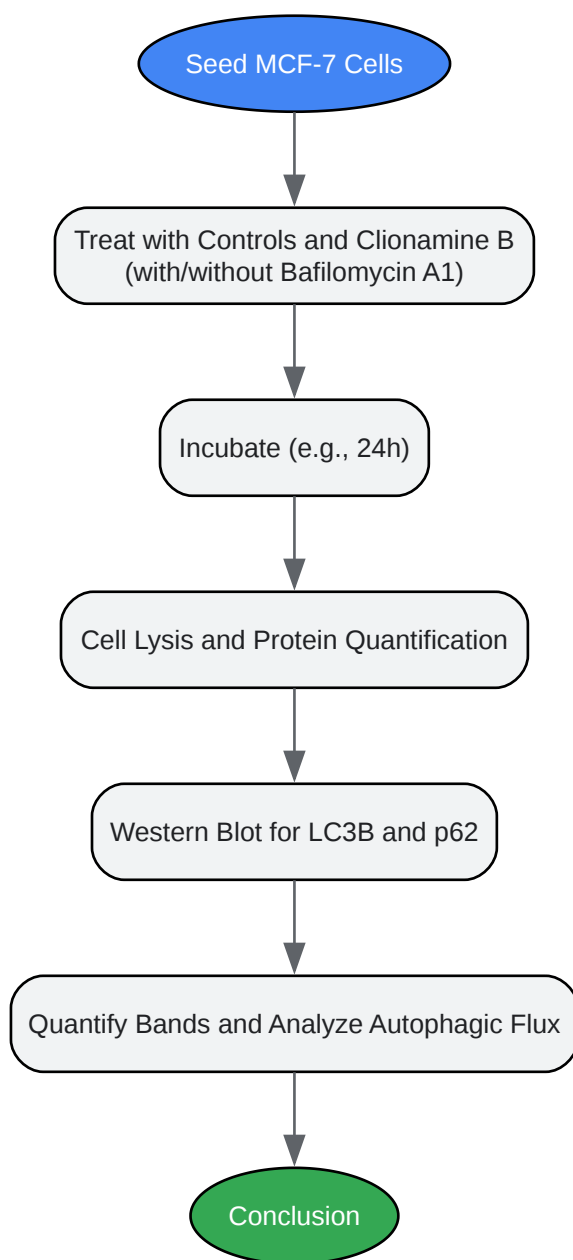 Seed MCF-7 Cells
Treat with Controls and Clionamine B
(with/without Bafilomycin A1)
Incubate (e.g., 24h)
Cell Lysis and Protein Quantification
Western Blot for LC3B and p62
Quantify Bands and Analyze Autophagic Flux
Conclusion